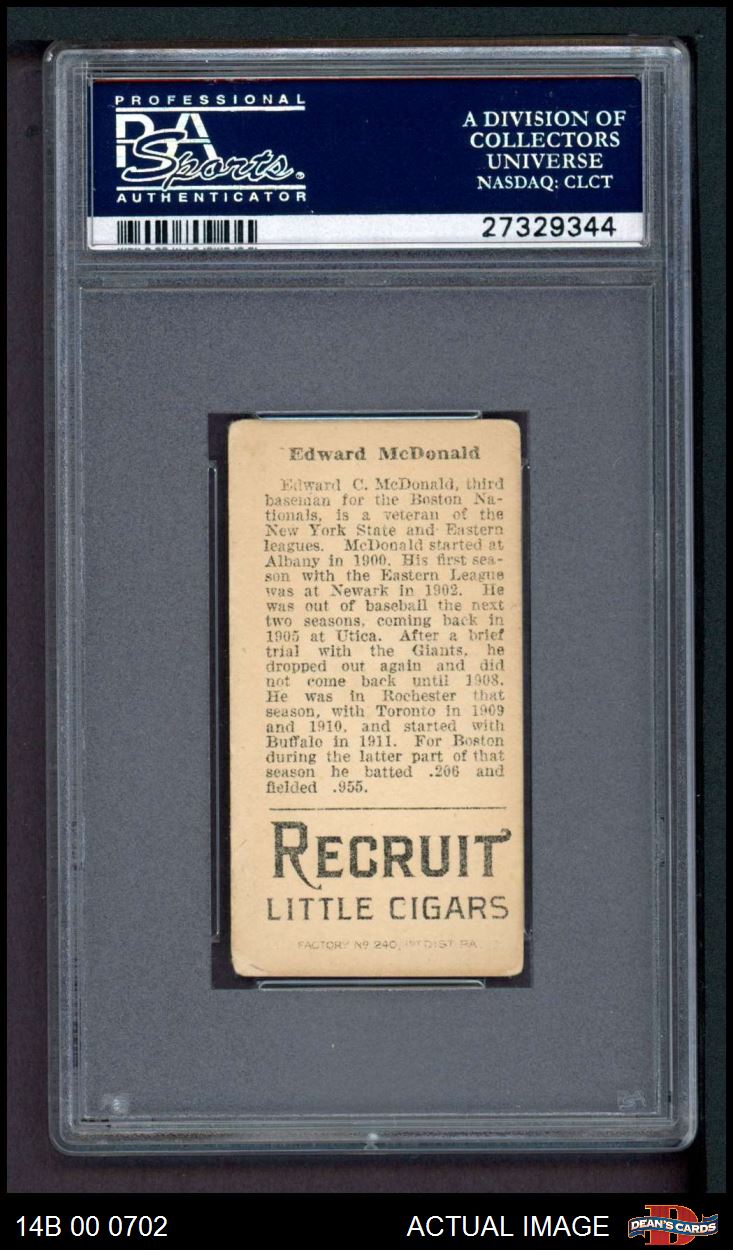 PROFESSIONAL
PSA
Sports
AUTHENTICATOR
A DIVISION OF
COLLECTORS
UNIVERSE
NASDAQ: CLCT
27329344
Edward McDonald
Edward C. McDonald, third
baseman for the Boston Na-
tionals, is a veteran of the
New York State and Eastern
leagues. McDonald started at
Albany in 1900. His first sea-
son with the Eastern League
was at Newark in 1902. He
was out of baseball the next
two seasons, coming back in
1905 at Utica. After a brief
trial with the Giants, he
dropped out again and did
not come back until 1908.
He was in Rochester that
season, with Toronto in 1909
and 1910, and started with
Buffalo in 1911. For Boston
during the latter part of that
season he batted .206 and
fielded .955.
RECRUIT
LITTLE CIGARS
FACTORY Nº 240, 1ST DIST. PA.
14B 00 0702
ACTUAL IMAGE
D
DEAN'S CARDS